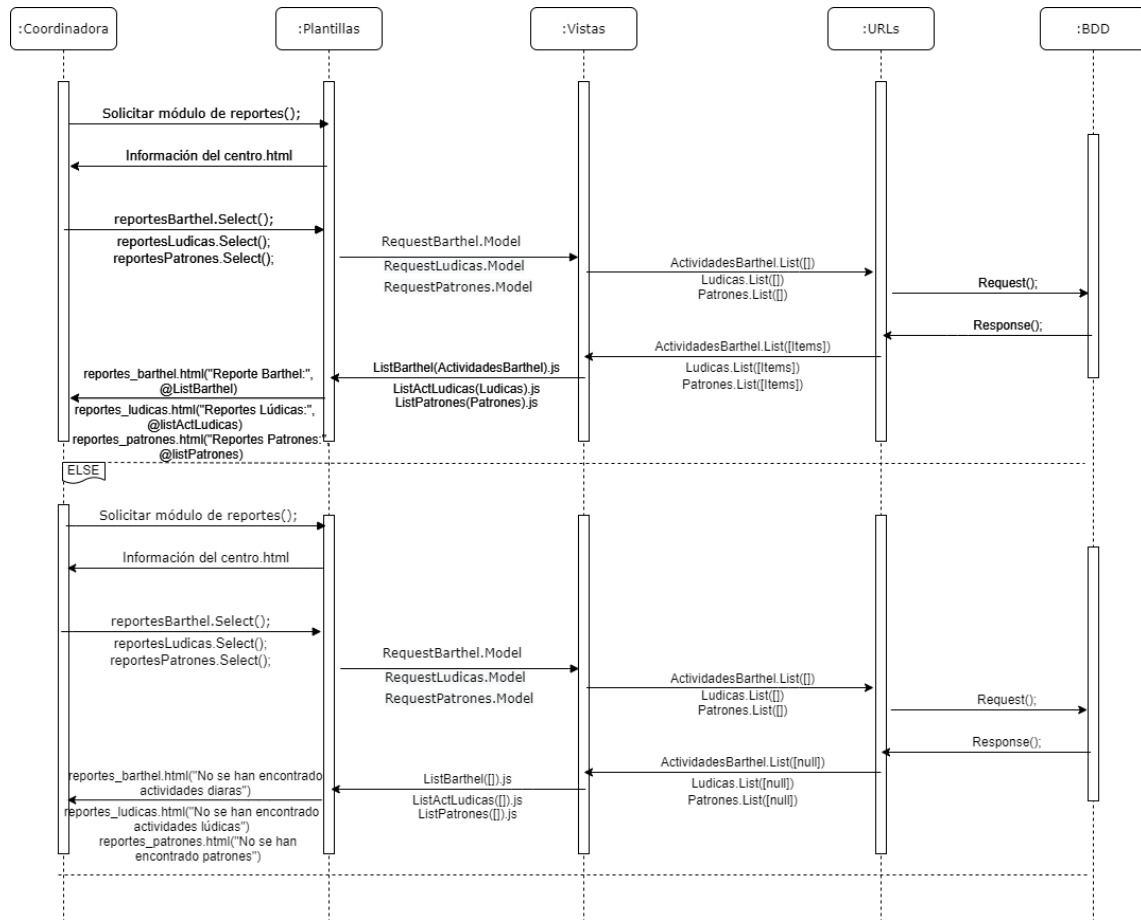 :Coordinadora
:Plantillas
:Vistas
:URLs
:BDD
Solicitar módulo de reportes();
Información del centro.html
reportesBarthel.Select();
reportesLudicas.Select();
reportesPatrones.Select();
RequestBarthel.Model
RequestLudicas.Model
RequestPatrones.Model
ActividadesBarthel.List([])
Ludicas.List([])
Patrones.List([])
Request();
Response();
ActividadesBarthel.List([Items])
Ludicas.List([Items])
Patrones.List([Items])
ListBarthel(ActividadesBarthel).js
ListActLudicas(Ludicas).js
ListPatrones(Patrones).js
reportes_barthel.html("Reporte Barthel:",
@ListBarthel)
reportes_ludicas.html("Reportes Lúdicas:",
@listActLudicas)
reportes_patrones.html("Reportes Patrones:"
@listPatrones)
ELSE
Solicitar módulo de reportes();
Información del centro.html
reportesBarthel.Select();
reportesLudicas.Select();
reportesPatrones.Select();
RequestBarthel.Model
RequestLudicas.Model
RequestPatrones.Model
ActividadesBarthel.List([])
Ludicas.List([])
Patrones.List([])
Request();
Response();
ActividadesBarthel.List([null])
Ludicas.List([null])
Patrones.List([null])
ListBarthel([]).js
ListActLudicas([]).js
ListPatrones([]).js
reportes_barthel.html("No se han encontrado
actividades diaras")
reportes_ludicas.html("No se han encontrado
actividades lúdicas")
reportes_patrones.html("No se han
encontrado patrones")